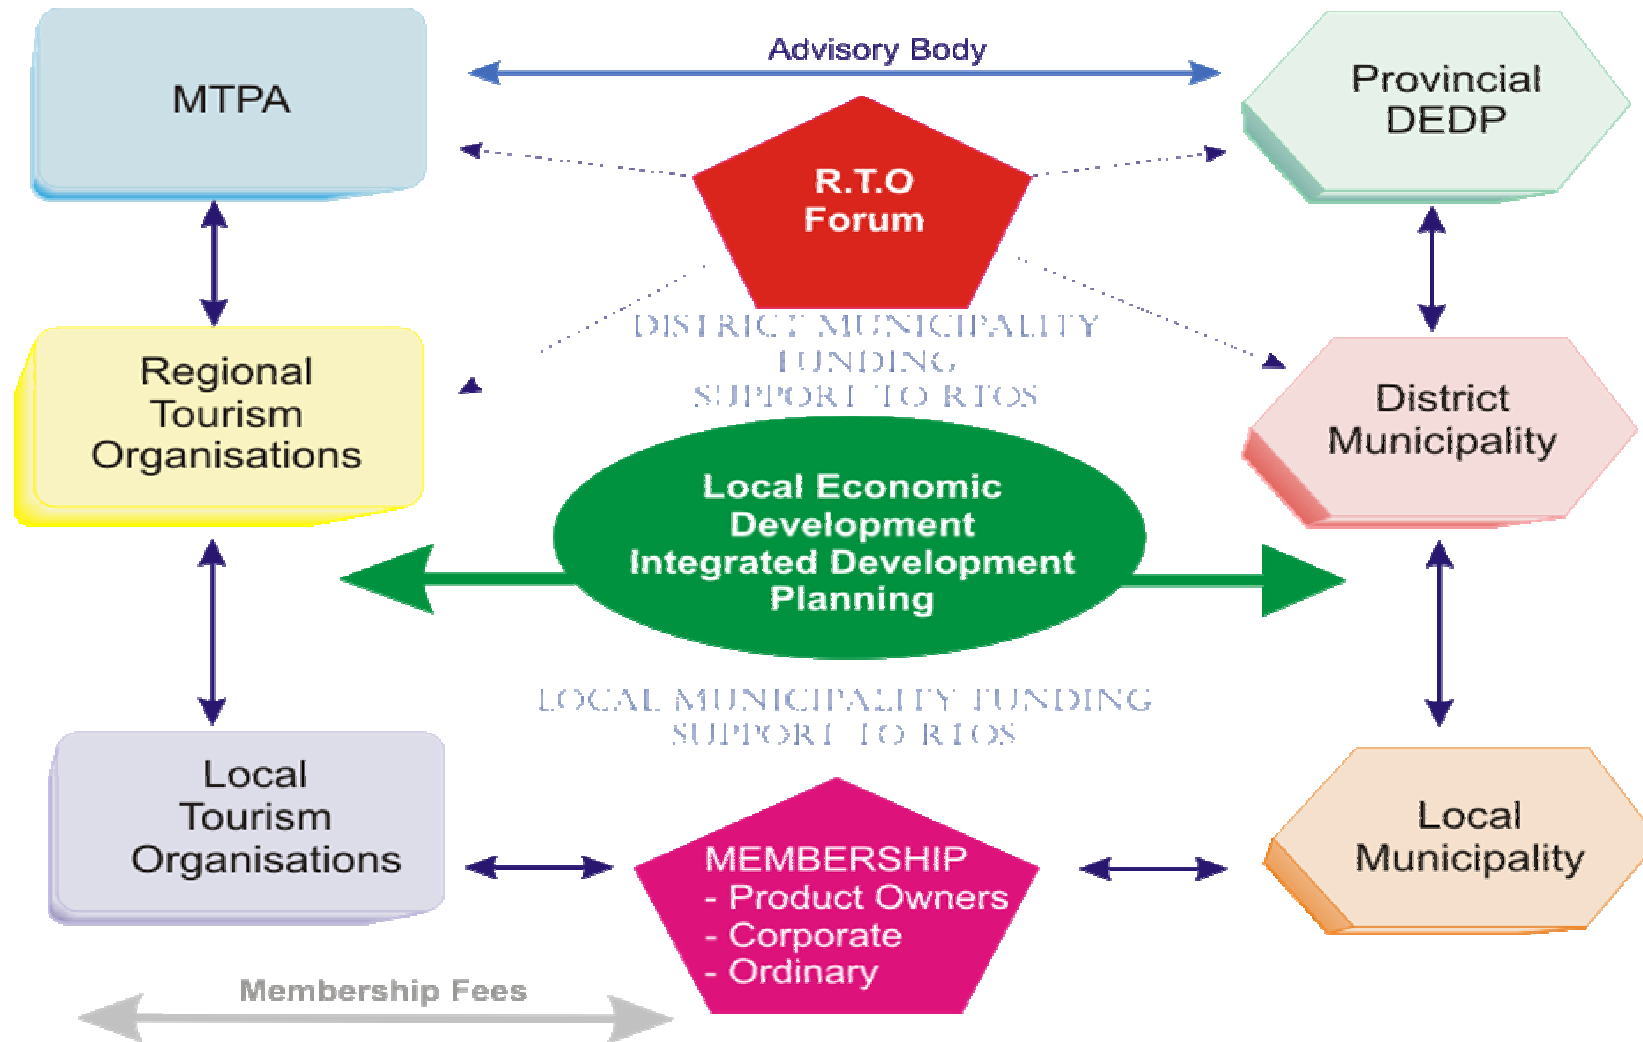 Advisory Body
MTPA
Provincial
DEDP
R.T.O
Forum
DISTRICT MUNICIPALITY
FUNDING
SUPPORT TO RTOS
Regional
Tourism
Organisations
District
Municipality
Local Economic
Development
Integrated Development
Planning
LOCAL MUNICIPALITY FUNDING
SUPPORT TO RTOS
Local
Tourism
Organisations
MEMBERSHIP
- Product Owners
- Corporate
- Ordinary
Local
Municipality
Membership Fees